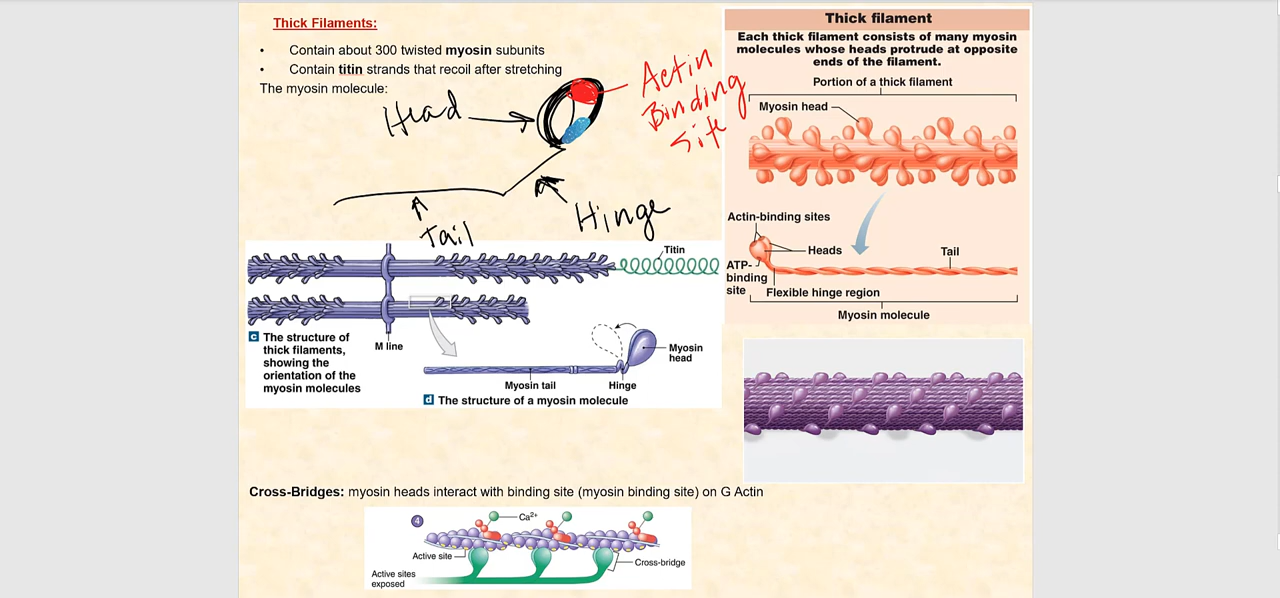 Thick Filaments:
• Contain about 300 twisted myosin subunits
• Contain titin strands that recoil after stretching
The myosin molecule:
Head
Actin
Binding
Site
Hinge
Tail
Titin
M line
c The structure of
thick filaments,
showing the
orientation of the
myosin molecules
Myosin
head
Myosin tail
Hinge
d The structure of a myosin molecule
Thick filament
Each thick filament consists of many myosin
molecules whose heads protrude at opposite
ends of the filament.
Portion of a thick filament
Myosin head
Actin-binding sites
Heads
Tail
ATP-
binding
site
Flexible hinge region
Myosin molecule
Cross-Bridges: myosin heads interact with binding site (myosin binding site) on G Actin
4
Ca2+
Active site
Cross-bridge
Active sites
exposed